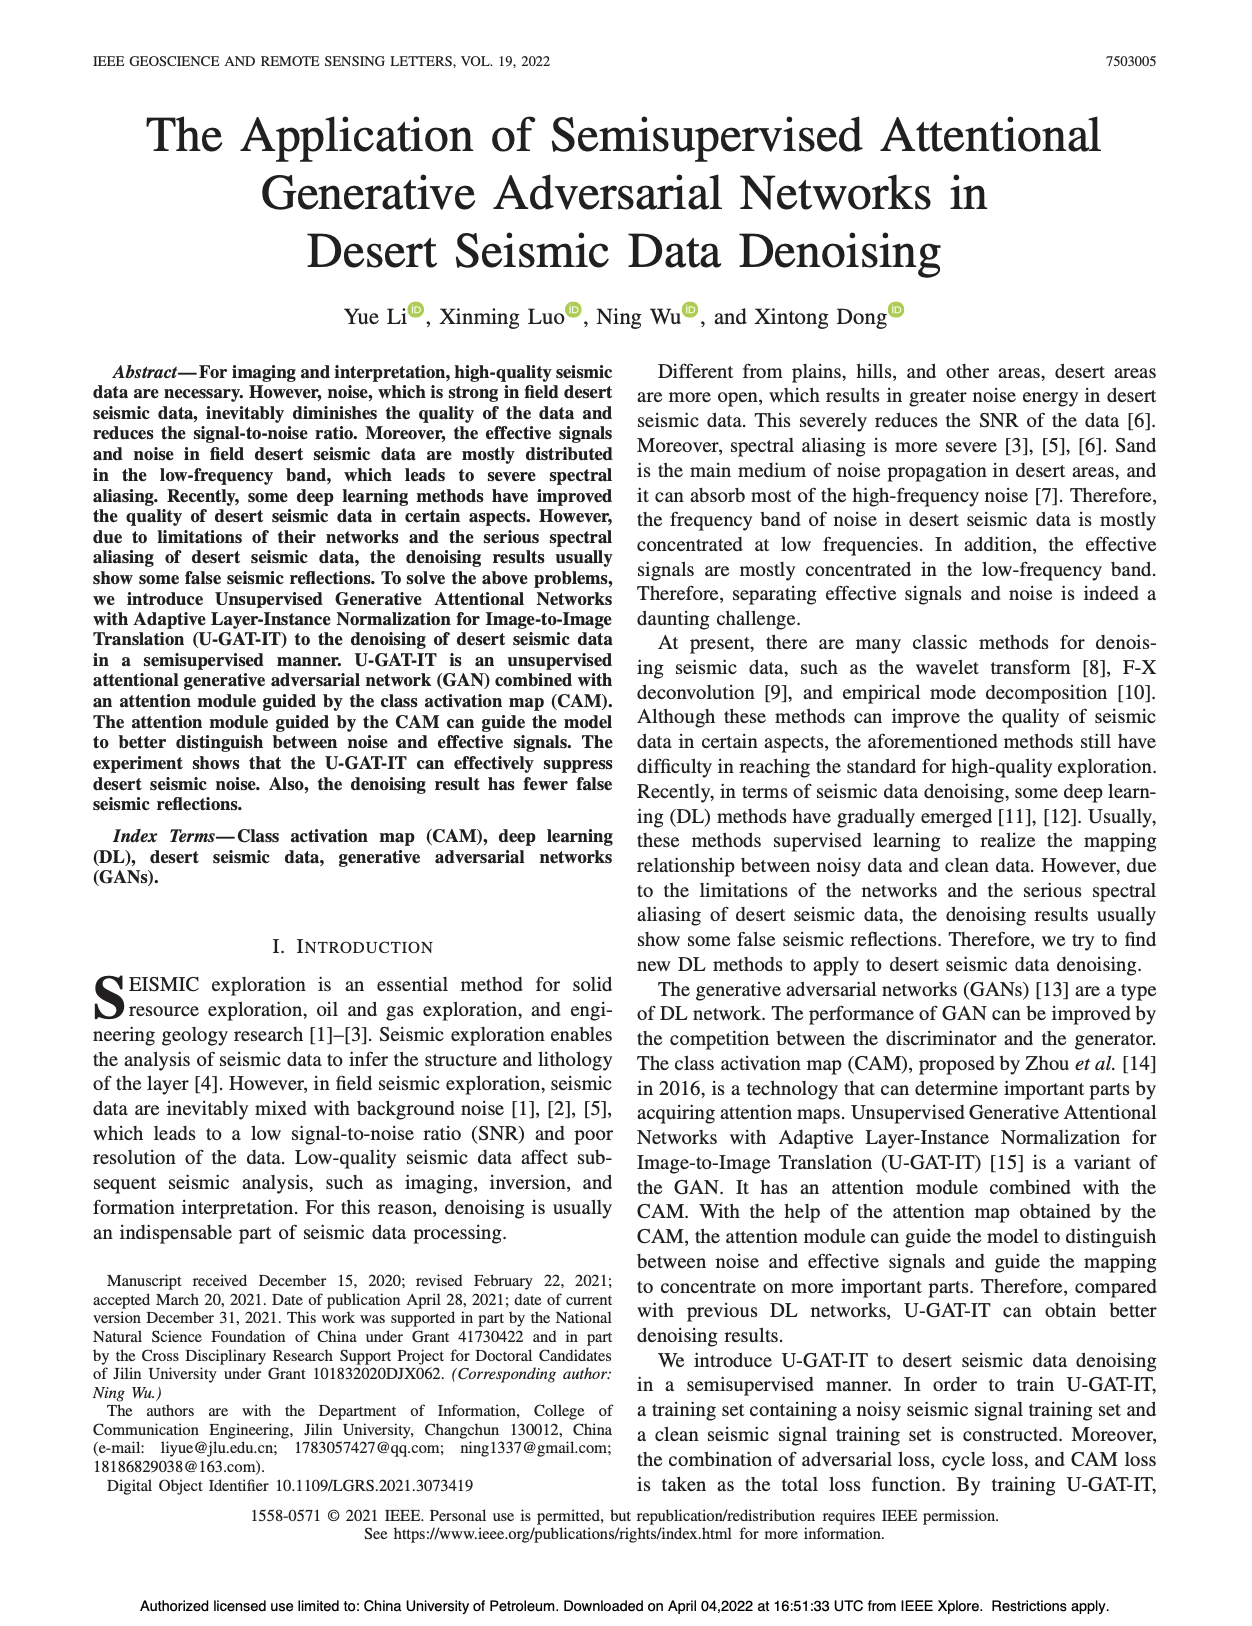 IEEE GEOSCIENCE AND REMOTE SENSING LETTERS, VOL. 19, 2022
7503005
The Application of Semisupervised Attentional
Generative Adversarial Networks in
Desert Seismic Data Denoising
Yue Li, Xinming Luo, Ning Wu, and Xintong Dong
Abstract—For imaging and interpretation, high-quality seismic
data are necessary. However, noise, which is strong in field desert
seismic data, inevitably diminishes the quality of the data and
reduces the signal-to-noise ratio. Moreover, the effective signals
and noise in field desert seismic data are mostly distributed
in the low-frequency band, which leads to severe spectral
aliasing. Recently, some deep learning methods have improved
the quality of desert seismic data in certain aspects. However,
due to limitations of their networks and the serious spectral
aliasing of desert seismic data, the denoising results usually
show some false seismic reflections. To solve the above problems,
we introduce Unsupervised Generative Attentional Networks
with Adaptive Layer-Instance Normalization for Image-to-Image
Translation (U-GAT-IT) to the denoising of desert seismic data
in a semisupervised manner. U-GAT-IT is an unsupervised
attentional generative adversarial network (GAN) combined with
an attention module guided by the class activation map (CAM).
The attention module guided by the CAM can guide the model
to better distinguish between noise and effective signals. The
experiment shows that the U-GAT-IT can effectively suppress
desert seismic noise. Also, the denoising result has fewer false
seismic reflections.
Index Terms—Class activation map (CAM), deep learning
(DL), desert seismic data, generative adversarial networks
(GANs).
I. INTRODUCTION
SEISMIC exploration is an essential method for solid
resource exploration, oil and gas exploration, and engi-
neering geology research [1]–[3]. Seismic exploration enables
the analysis of seismic data to infer the structure and lithology
of the layer [4]. However, in field seismic exploration, seismic
data are inevitably mixed with background noise [1], [2], [5],
which leads to a low signal-to-noise ratio (SNR) and poor
resolution of the data. Low-quality seismic data affect sub-
sequent seismic analysis, such as imaging, inversion, and
formation interpretation. For this reason, denoising is usually
an indispensable part of seismic data processing.
Manuscript received December 15, 2020; revised February 22, 2021;
accepted March 20, 2021. Date of publication April 28, 2021; date of current
version December 31, 2021. This work was supported in part by the National
Natural Science Foundation of China under Grant 41730422 and in part
by the Cross Disciplinary Research Support Project for Doctoral Candidates
of Jilin University under Grant 101832020DJX062. (Corresponding author:
Ning Wu.)
The authors are with the Department of Information, College of
Communication Engineering, Jilin University, Changchun 130012, China
(e-mail: liyue@jlu.edu.cn; 1783057427@qq.com; ning1337@gmail.com;
18186829038@163.com).
Digital Object Identifier 10.1109/LGRS.2021.3073419
Different from plains, hills, and other areas, desert areas
are more open, which results in greater noise energy in desert
seismic data. This severely reduces the SNR of the data [6].
Moreover, spectral aliasing is more severe [3], [5], [6]. Sand
is the main medium of noise propagation in desert areas, and
it can absorb most of the high-frequency noise [7]. Therefore,
the frequency band of noise in desert seismic data is mostly
concentrated at low frequencies. In addition, the effective
signals are mostly concentrated in the low-frequency band.
Therefore, separating effective signals and noise is indeed a
daunting challenge.
At present, there are many classic methods for denois-
ing seismic data, such as the wavelet transform [8], F-X
deconvolution [9], and empirical mode decomposition [10].
Although these methods can improve the quality of seismic
data in certain aspects, the aforementioned methods still have
difficulty in reaching the standard for high-quality exploration.
Recently, in terms of seismic data denoising, some deep learn-
ing (DL) methods have gradually emerged [11], [12]. Usually,
these methods supervised learning to realize the mapping
relationship between noisy data and clean data. However, due
to the limitations of the networks and the serious spectral
aliasing of desert seismic data, the denoising results usually
show some false seismic reflections. Therefore, we try to find
new DL methods to apply to desert seismic data denoising.
The generative adversarial networks (GANs) [13] are a type
of DL network. The performance of GAN can be improved by
the competition between the discriminator and the generator.
The class activation map (CAM), proposed by Zhou et al. [14]
in 2016, is a technology that can determine important parts by
acquiring attention maps. Unsupervised Generative Attentional
Networks with Adaptive Layer-Instance Normalization for
Image-to-Image Translation (U-GAT-IT) [15] is a variant of
the GAN. It has an attention module combined with the
CAM. With the help of the attention map obtained by the
CAM, the attention module can guide the model to distinguish
between noise and effective signals and guide the mapping
to concentrate on more important parts. Therefore, compared
with previous DL networks, U-GAT-IT can obtain better
denoising results.
We introduce U-GAT-IT to desert seismic data denoising
in a semisupervised manner. In order to train U-GAT-IT,
a training set containing a noisy seismic signal training set and
a clean seismic signal training set is constructed. Moreover,
the combination of adversarial loss, cycle loss, and CAM loss
is taken as the total loss function. By training U-GAT-IT,
1558-0571 © 2021 IEEE. Personal use is permitted, but republication/redistribution requires IEEE permission.
See https://www.ieee.org/publications/rights/index.html for more information.
Authorized licensed use limited to: China University of Petroleum. Downloaded on April 04,2022 at 16:51:33 UTC from IEEE Xplore. Restrictions apply.